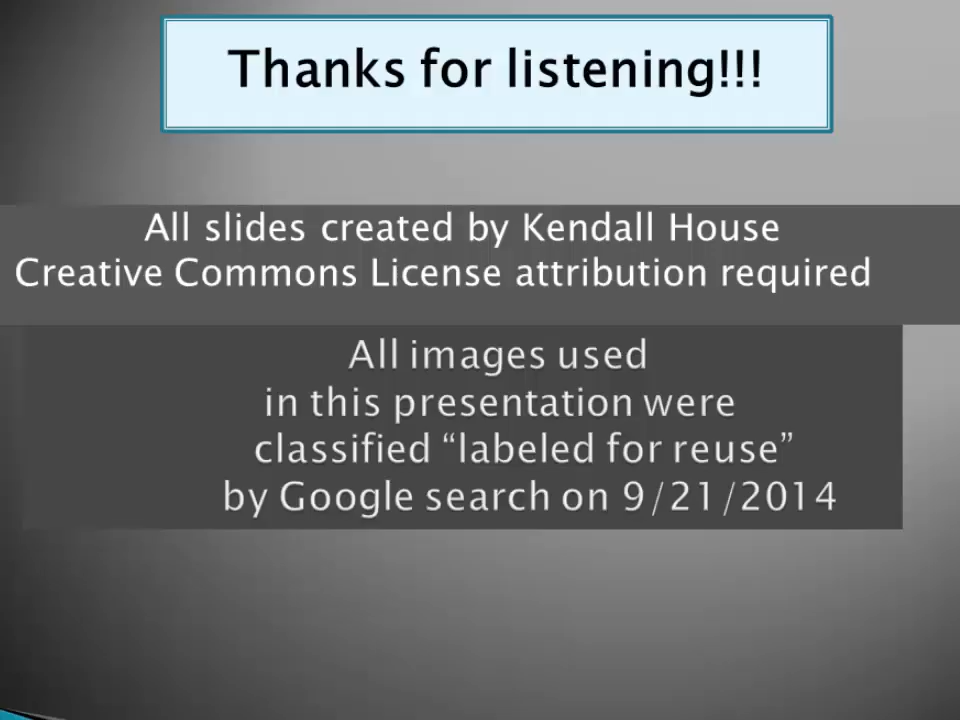 Thanks for listening!!!
All slides created by Kendall House
Creative Commons License attribution required
All images used
in this presentation were
classified “labeled for reuse”
by Google search on 9/21/2014